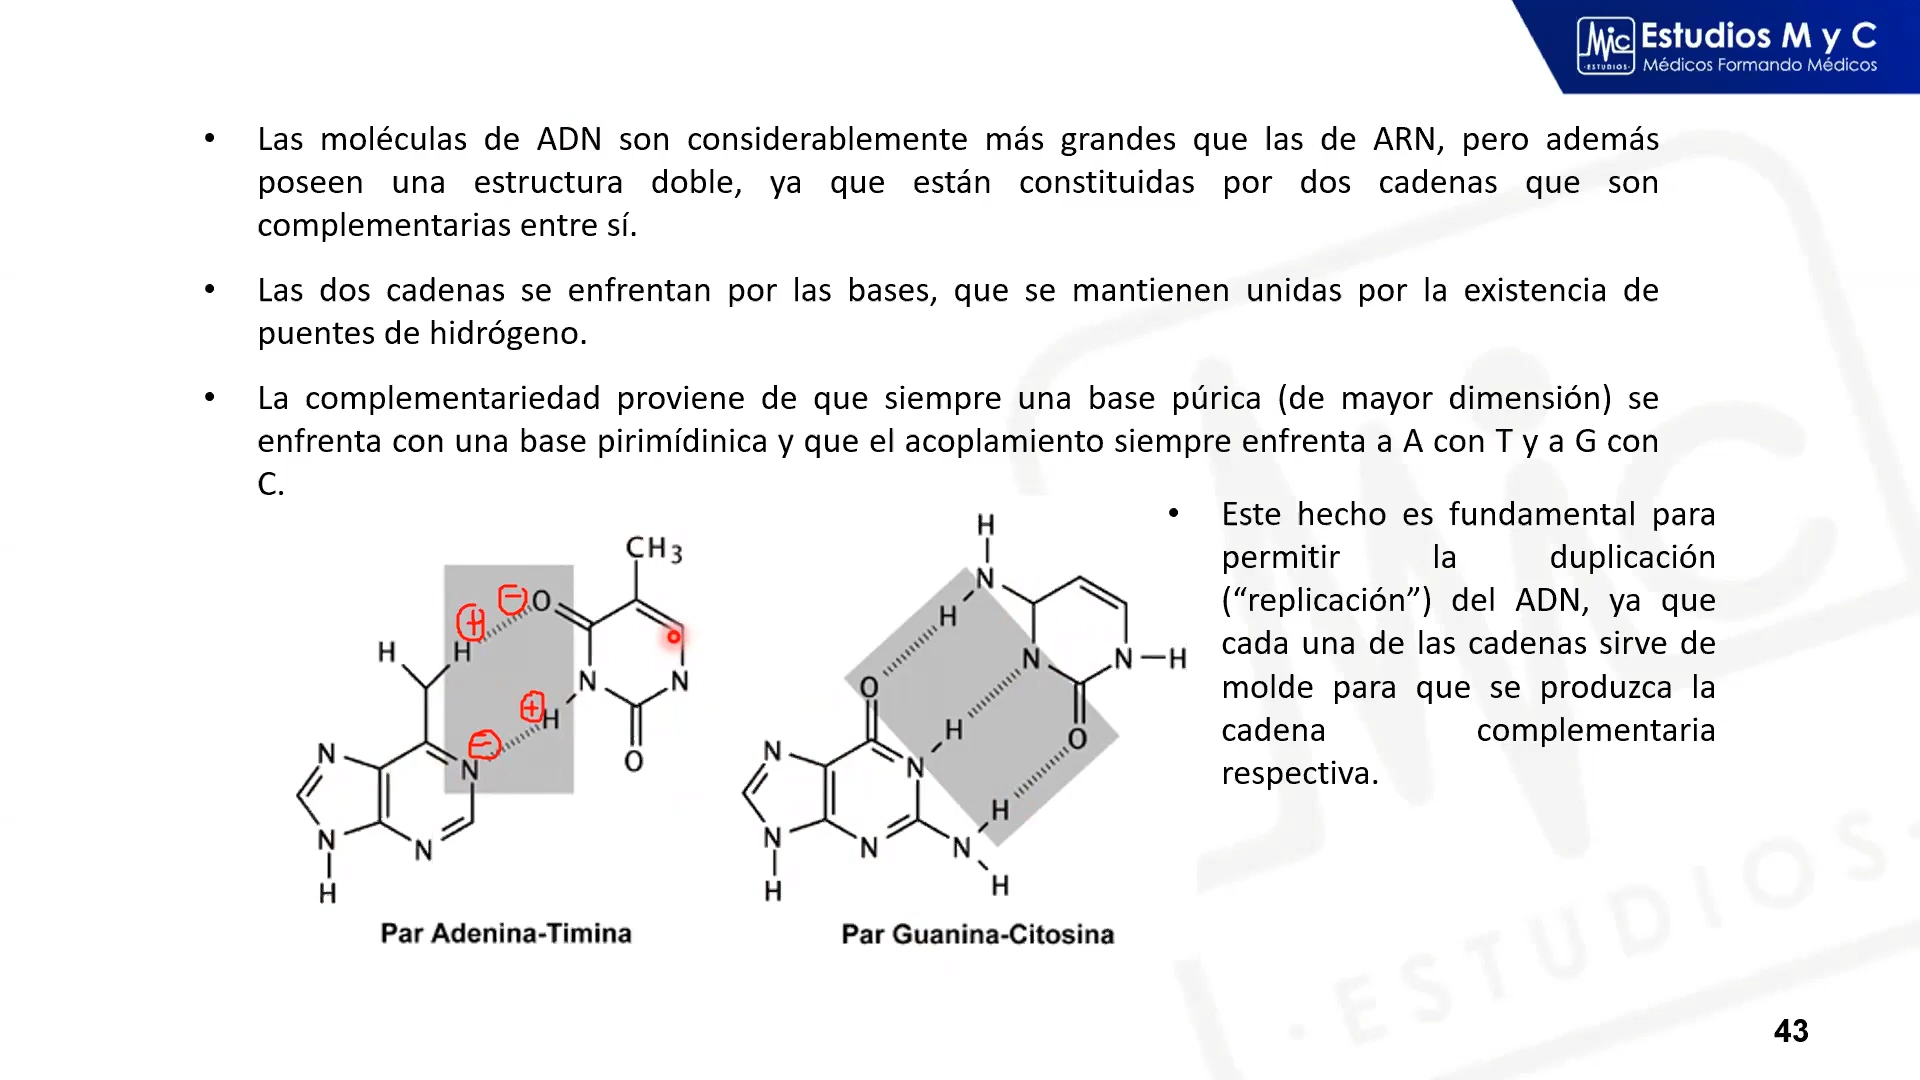 Estudios M y C
Médicos Formando Médicos
Mic
·ESTUDIOS·
• Las moléculas de ADN son considerablemente más grandes que las de ARN, pero además
poseen una estructura doble, ya que están constituidas por dos cadenas que son
complementarias entre sí.
• Las dos cadenas se enfrentan por las bases, que se mantienen unidas por la existencia de
puentes de hidrógeno.
• La complementariedad proviene de que siempre una base púrica (de mayor dimensión) se
enfrenta con una base pirimídinica y que el acoplamiento siempre enfrenta a A con T y a G con
C.
• Este hecho es fundamental para
permitir la duplicación
(“replicación”) del ADN, ya que
cada una de las cadenas sirve de
molde para que se produzca la
cadena complementaria
respectiva.
CH3
− O
+
H H
N N
+ H
−
N N
O
N N
H
Par Adenina-Timina
H
N
H
N N – H
O
H
O
N N
H
N N N
H H
Par Guanina-Citosina
Mic
· ESTUDIOS ·
43